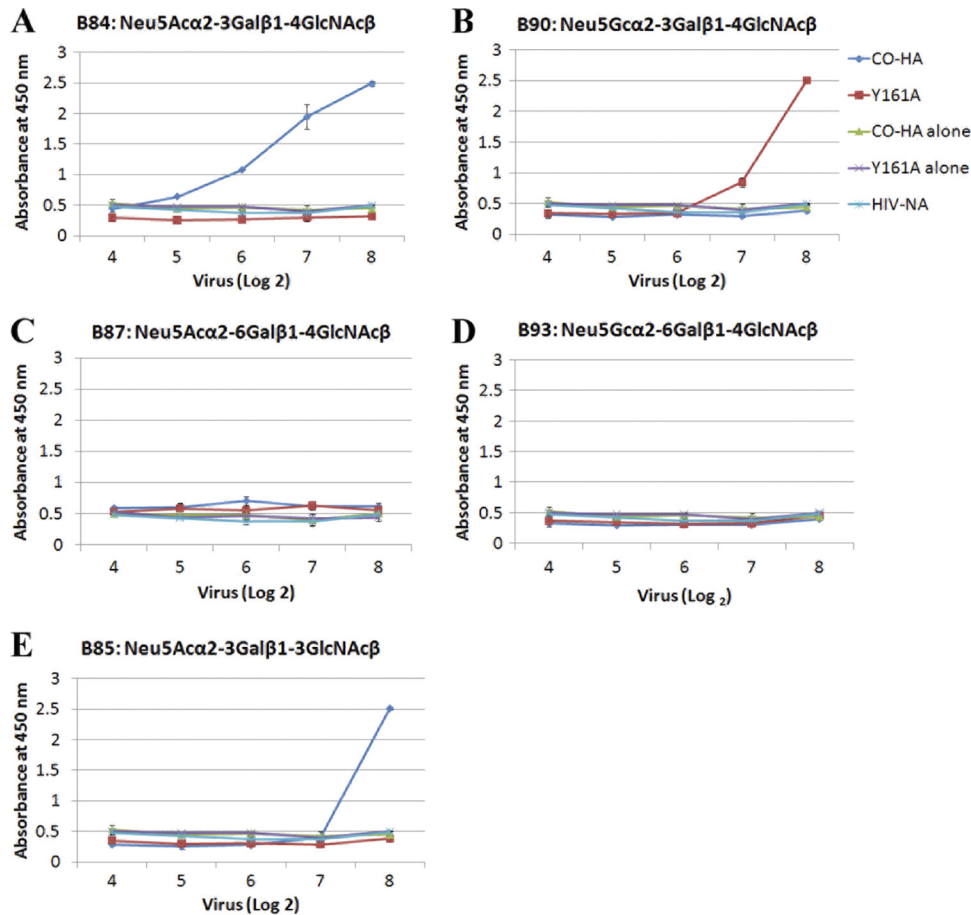 A
B84: Neu5Acα2-3Galβ1-4GlcNAcβ
Absorbance at 450 nm
3
2.5
2
1.5
1
0.5
0
4 5 6 7 8
Virus (Log 2)
B
B90: Neu5Gcα2-3Galβ1-4GlcNAcβ
Absorbance at 450 nm
3
2.5
2
1.5
1
0.5
0
4 5 6 7 8
Virus (Log 2)
CO-HA
Y161A
CO-HA alone
Y161A alone
HIV-NA
C
B87: Neu5Acα2-6Galβ1-4GlcNAcβ
Absorbance at 450 nm
3
2.5
2
1.5
1
0.5
0
4 5 6 7 8
Virus (Log 2)
D
B93: Neu5Gcα2-6Galβ1-4GlcNAcβ
Absorbance at 450 nm
3
2.5
2
1.5
1
0.5
0
4 5 6 7 8
Virus (Log ₂)
E
B85: Neu5Acα2-3Galβ1-3GlcNAcβ
Absorbance at 450 nm
3
2.5
2
1.5
1
0.5
0
4 5 6 7 8
Virus (Log 2)